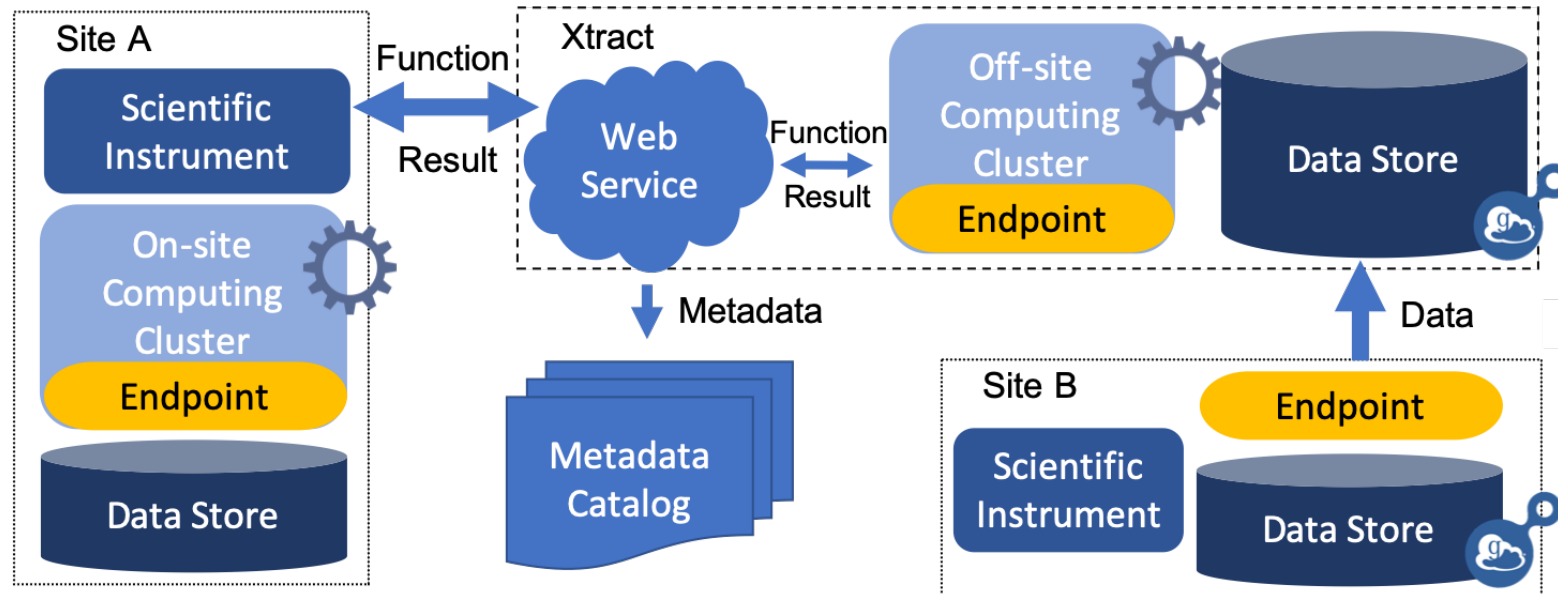 Site A
Scientific
Instrument
On-site
Computing
Cluster
Endpoint
Data Store
Function
Result
Xtract
Web
Service
Function
Result
Off-site
Computing
Cluster
Endpoint
Data Store
g
Metadata
Metadata
Catalog
Data
Site B
Endpoint
Scientific
Instrument
Data Store
g